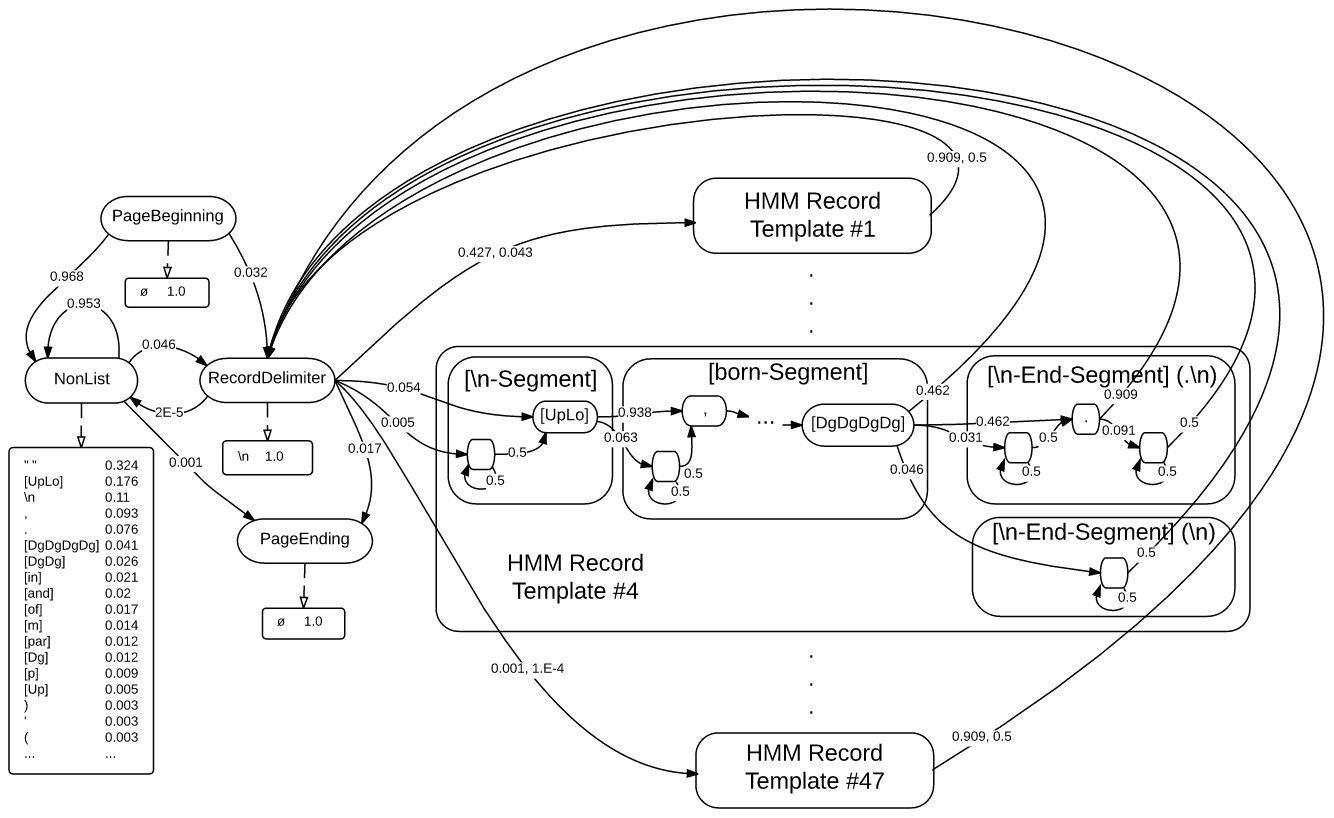 PageBeginning
0.968
0.032
ø 1.0
0.953
0.046
NonList
RecordDelimiter
2E-5
\n 1.0
0.001
0.017
" " 0.324
[UpLo] 0.176
\n 0.11
, 0.093
. 0.076
[DgDgDgDg] 0.041
[DgDg] 0.026
[in] 0.021
[and] 0.02
[of] 0.017
[m] 0.014
[par] 0.012
[Dg] 0.012
[p] 0.009
[Up] 0.005
) 0.003
' 0.003
( 0.003
... ...
PageEnding
ø 1.0
0.427, 0.043
0.909, 0.5
HMM Record
Template #1
.
.
.
0.054
0.005
[\n-Segment]
[UpLo]
0.5
0.5
0.938
0.063
[born-Segment]
,
...
[DgDgDgDg]
0.5
0.5
0.462
0.462
0.031
0.046
[\n-End-Segment] (.\n)
0.909
.
0.5
0.091
0.5
0.5
0.5
[\n-End-Segment] (\n)
0.5
0.5
HMM Record
Template #4
.
.
.
0.001, 1.E-4
0.909, 0.5
HMM Record
Template #47